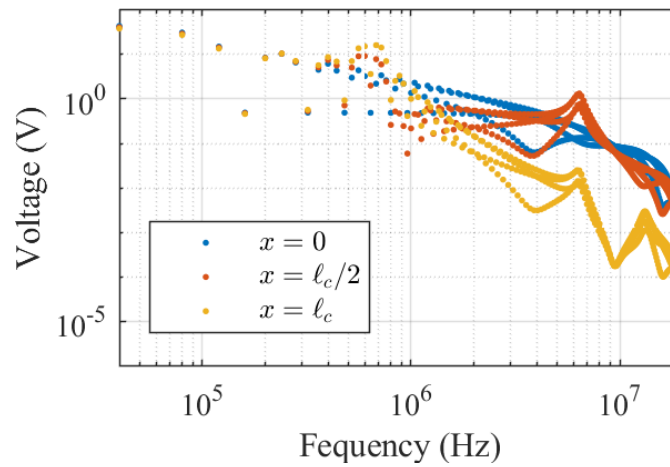 10^0
Voltage (V)
x = 0
x = ℓ_c/2
x = ℓ_c
10^-5
10^5
10^6
10^7
Fequency (Hz)